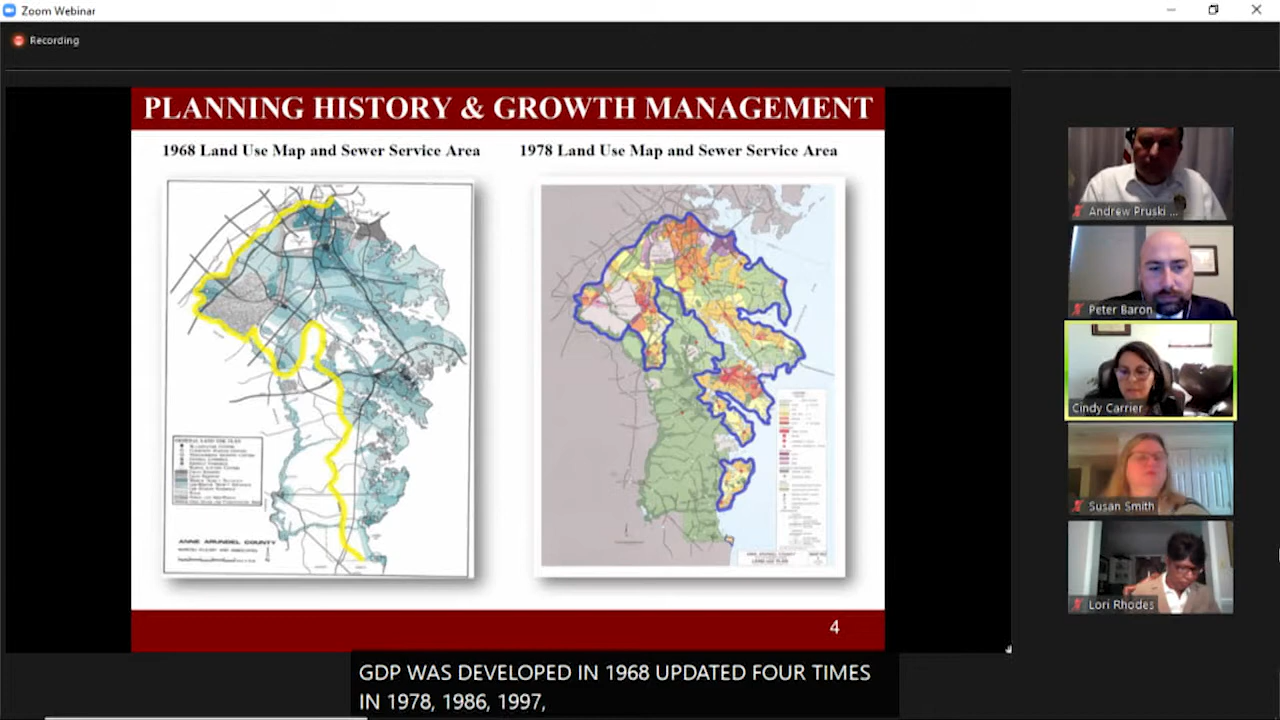 Zoom Webinar
Recording
PLANNING HISTORY & GROWTH MANAGEMENT
1968 Land Use Map and Sewer Service Area
1978 Land Use Map and Sewer Service Area
ANNE ARUNDEL COUNTY
4
Andrew Pruski ...
Peter Baron
Cindy Carrier
Susan Smith
Lori Rhodes
GDP WAS DEVELOPED IN 1968 UPDATED FOUR TIMES
IN 1978, 1986, 1997,